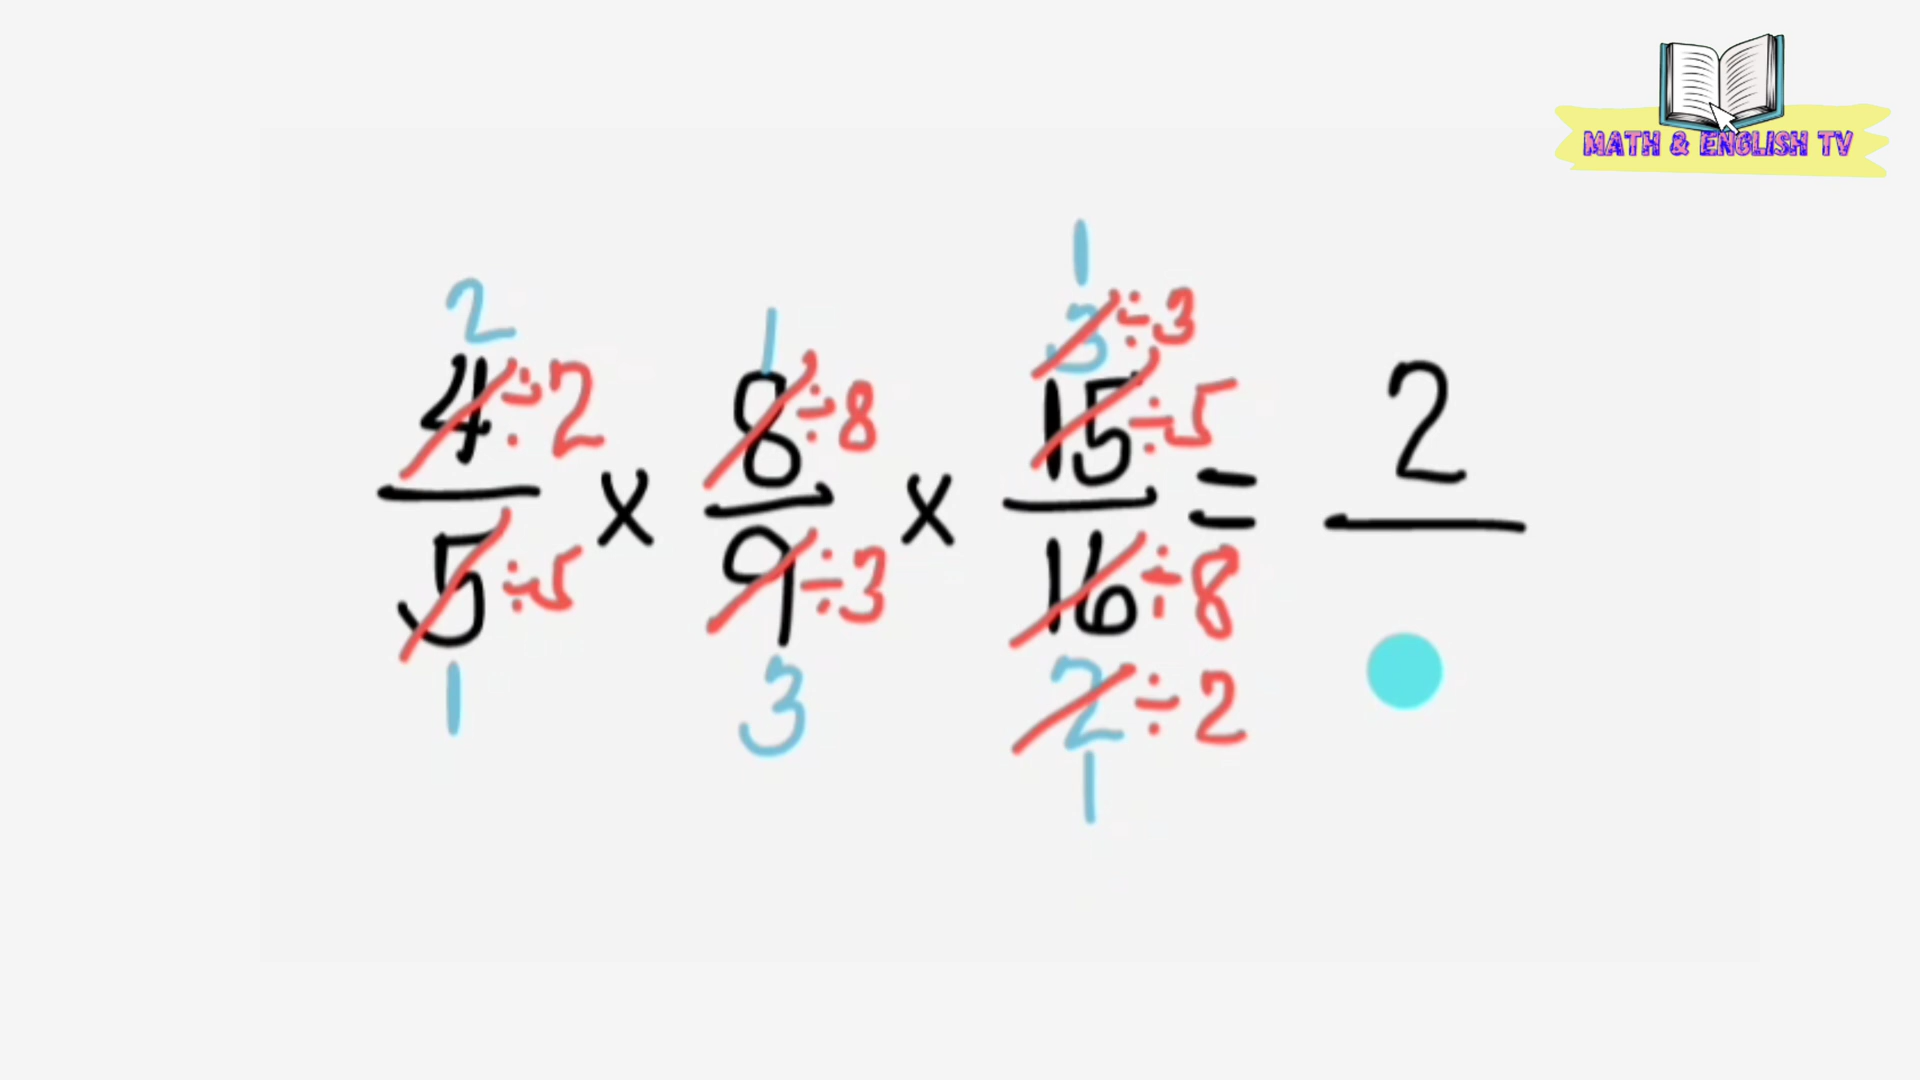 MATH & ENGLISH TV
1
2 1 3 ÷3
4 ÷2 8 ÷8 15 ÷5 2
× × =
5 ÷5 9 ÷3 16 ÷8
1 3 2 ÷2
1